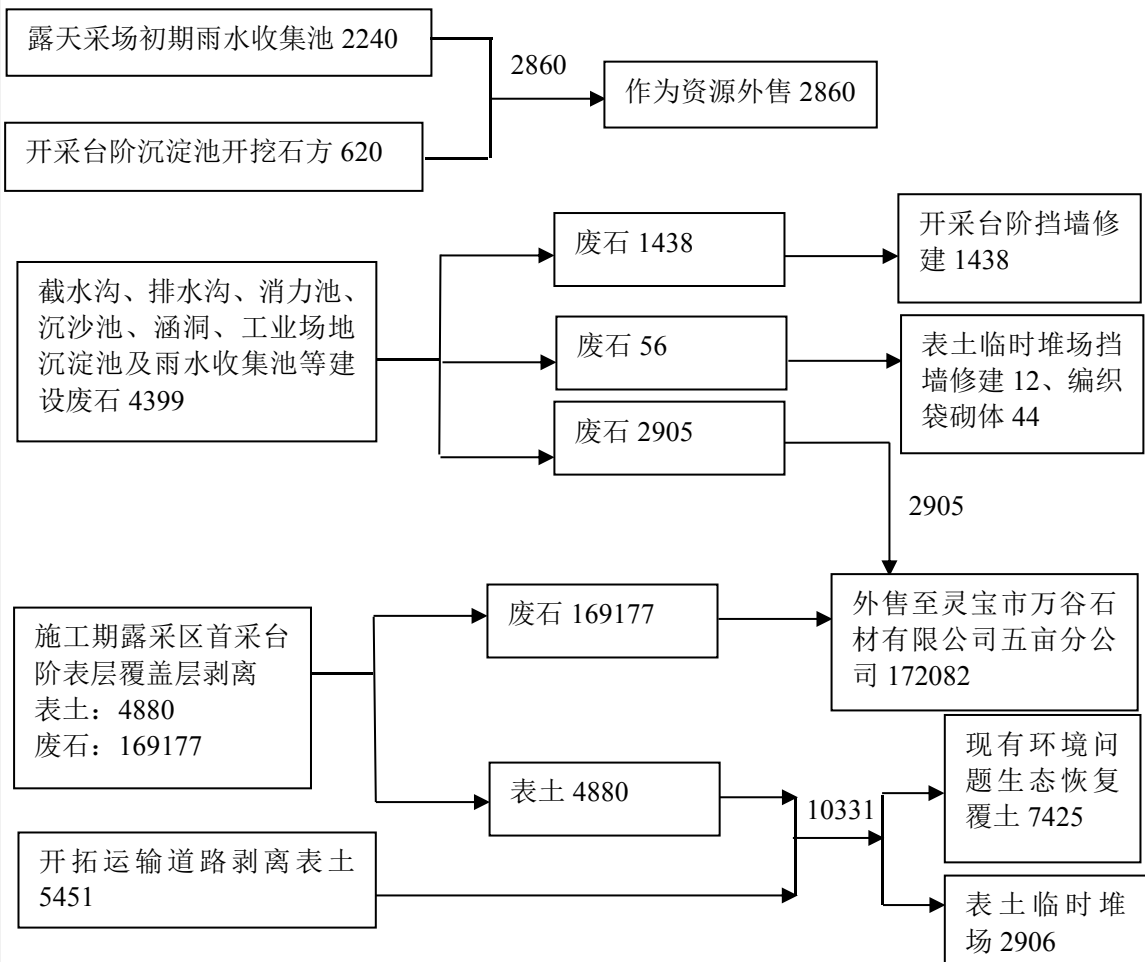 露天采场初期雨水收集池 2240
2860
作为资源外售 2860
开采台阶沉淀池开挖石方 620
截水沟、排水沟、消力池、
沉沙池、涵洞、工业场地
沉淀池及雨水收集池等建
设废石 4399
废石 1438
开采台阶挡墙修
建 1438
废石 56
表土临时堆场挡
墙修建 12、编织
袋砌体 44
废石 2905
2905
施工期露采区首采台
阶表层覆盖层剥离
表土：4880
废石：169177
废石 169177
外售至灵宝市万谷石
材有限公司五亩分公
司 172082
表土 4880
开拓运输道路剥离表土
5451
10331
现有环境问
题生态恢复
覆土 7425
表土临时堆
场 2906